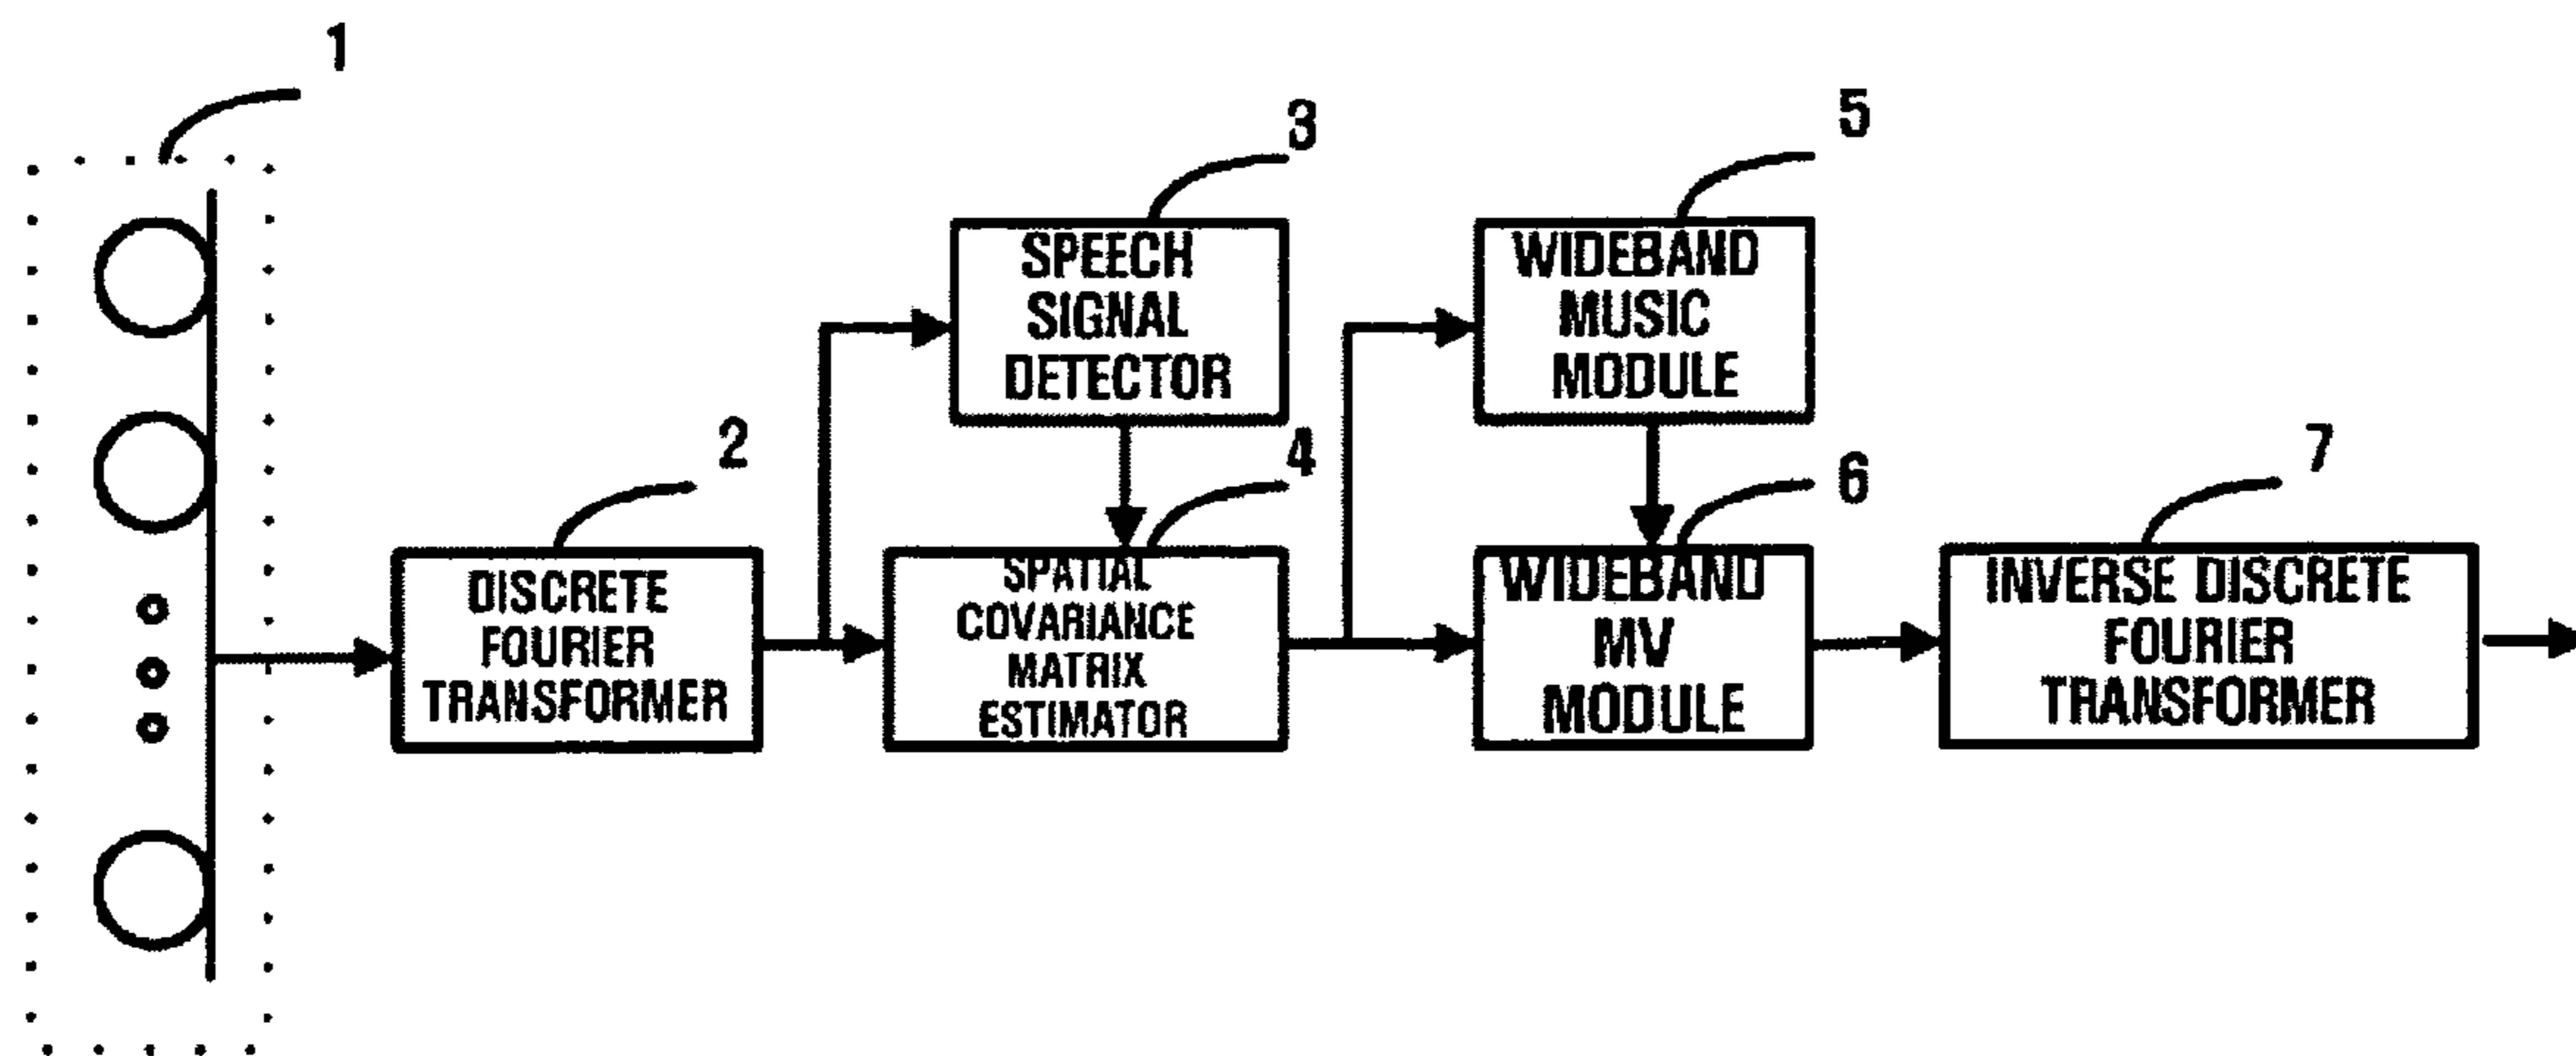 1
3
5
SPEECH
SIGNAL
DETECTOR
WIDEBAND
MUSIC
MODULE
2
4
6
7
DISCRETE
FOURIER
TRANSFORMER
SPATIAL
COVARIANCE
MATRIX
ESTIMATOR
WIDEBAND
MV
MODULE
INVERSE DISCRETE
FOURIER
TRANSFORMER